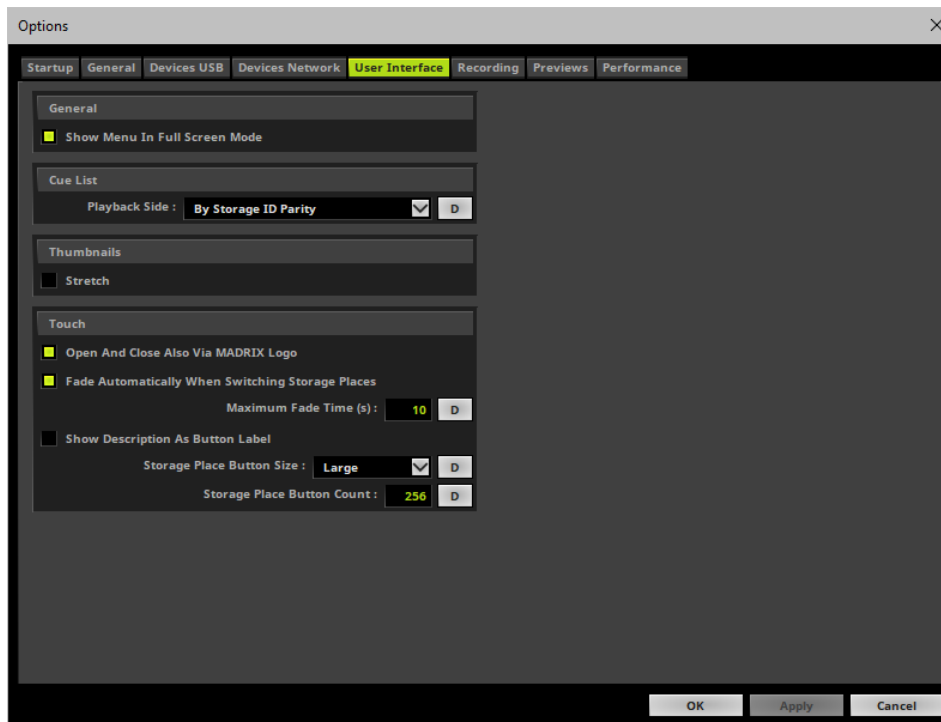 Options
Startup General Devices USB Devices Network User Interface Recording Previews Performance
General
Show Menu In Full Screen Mode
Cue List
Playback Side : By Storage ID Parity D
Thumbnails
Stretch
Touch
Open And Close Also Via MADRIX Logo
Fade Automatically When Switching Storage Places
Maximum Fade Time (s) : 10 D
Show Description As Button Label
Storage Place Button Size : Large D
Storage Place Button Count : 256 D
OK Apply Cancel